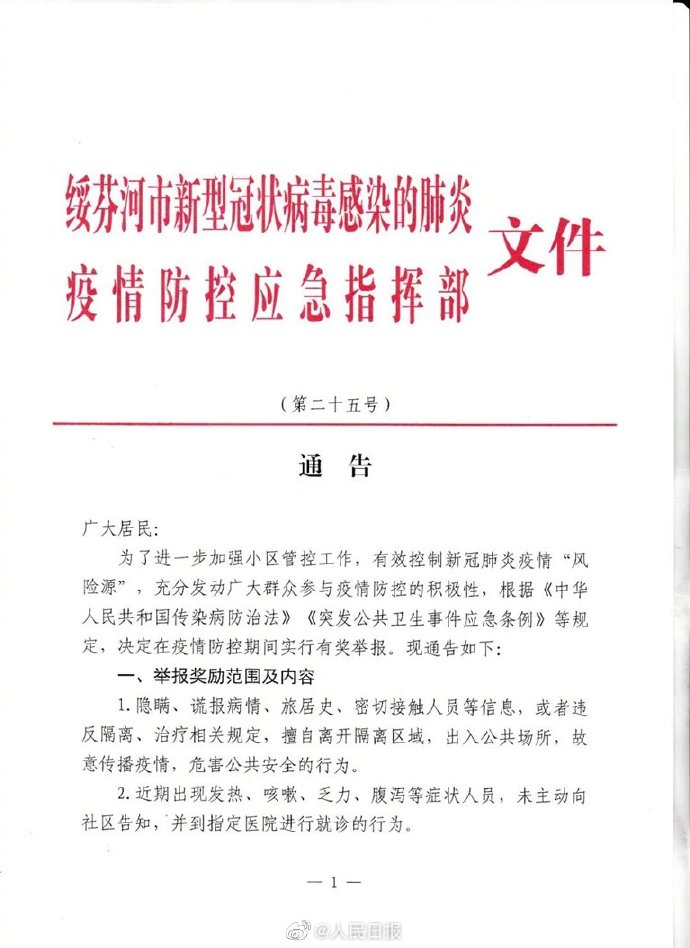 绥芬河市新型冠状病毒感染的肺炎
疫情防控应急指挥部
文件
（第二十五号）
通 告
广大居民：
为了进一步加强小区管控工作，有效控制新冠肺炎疫情“风
险源”，充分发动广大群众参与疫情防控的积极性，根据《中华
人民共和国传染病防治法》《突发公共卫生事件应急条例》等规
定，决定在疫情防控期间实行有奖举报。现通告如下：
一、举报奖励范围及内容
1.隐瞒、谎报病情、旅居史、密切接触人员等信息，或者违
反隔离、治疗相关规定，擅自离开隔离区域，出入公共场所，故
意传播疫情，危害公共安全的行为。
2.近期出现发热、咳嗽、乏力、腹泻等症状人员，未主动向
社区告知，并到指定医院进行就诊的行为。
— 1 —
@人民日报